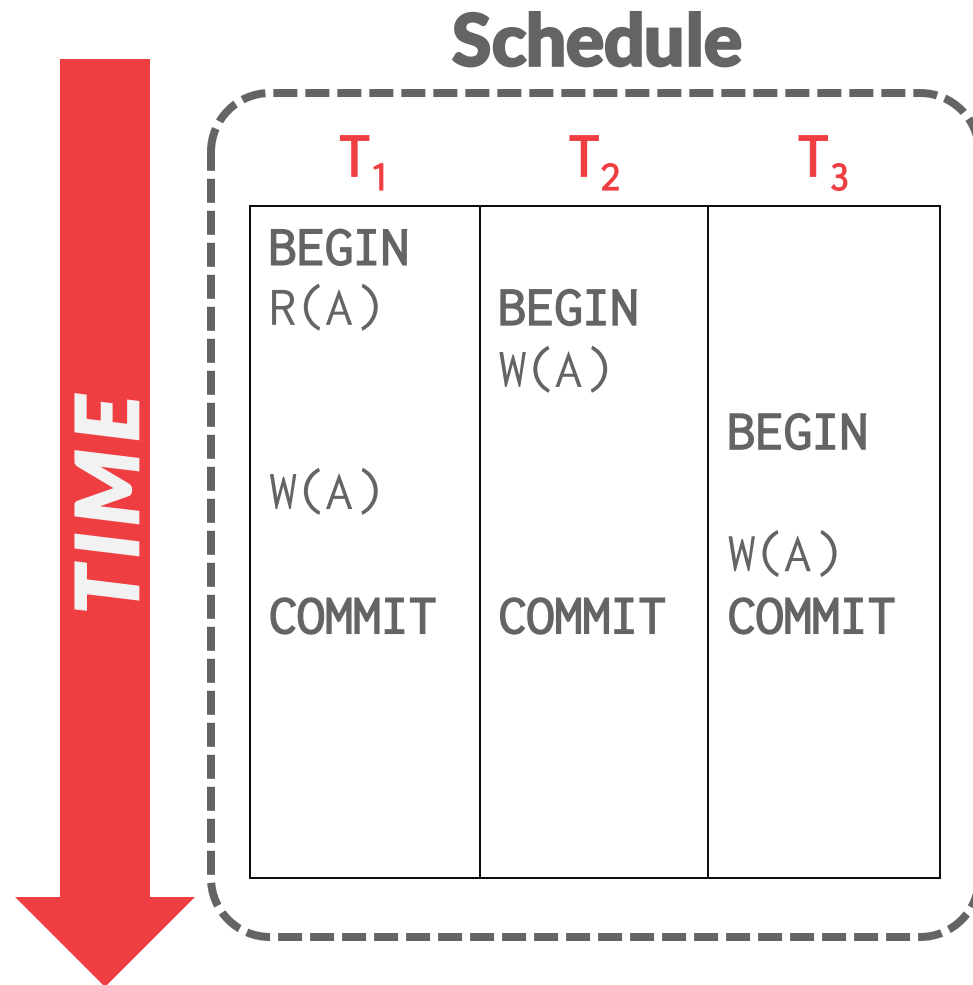 Schedule
TIME
T1 T2 T3
BEGIN
R(A) BEGIN
W(A)
BEGIN
W(A)
W(A)
COMMIT COMMIT COMMIT